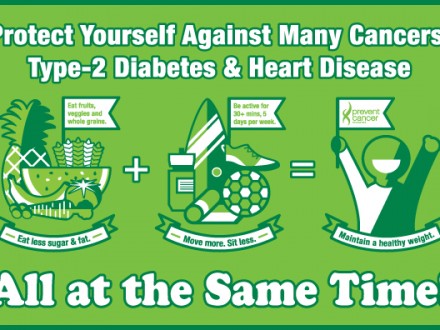 Protect Yourself Against Many Cancers,
Type-2 Diabetes & Heart Disease
Eat fruits,
veggies and
whole grains.
Eat less sugar & fat.
+
Be active for
30+ mins, 5
days per week.
Move more. Sit less.
=
prevent
cancer
Maintain a healthy weight.
All at the Same Time!